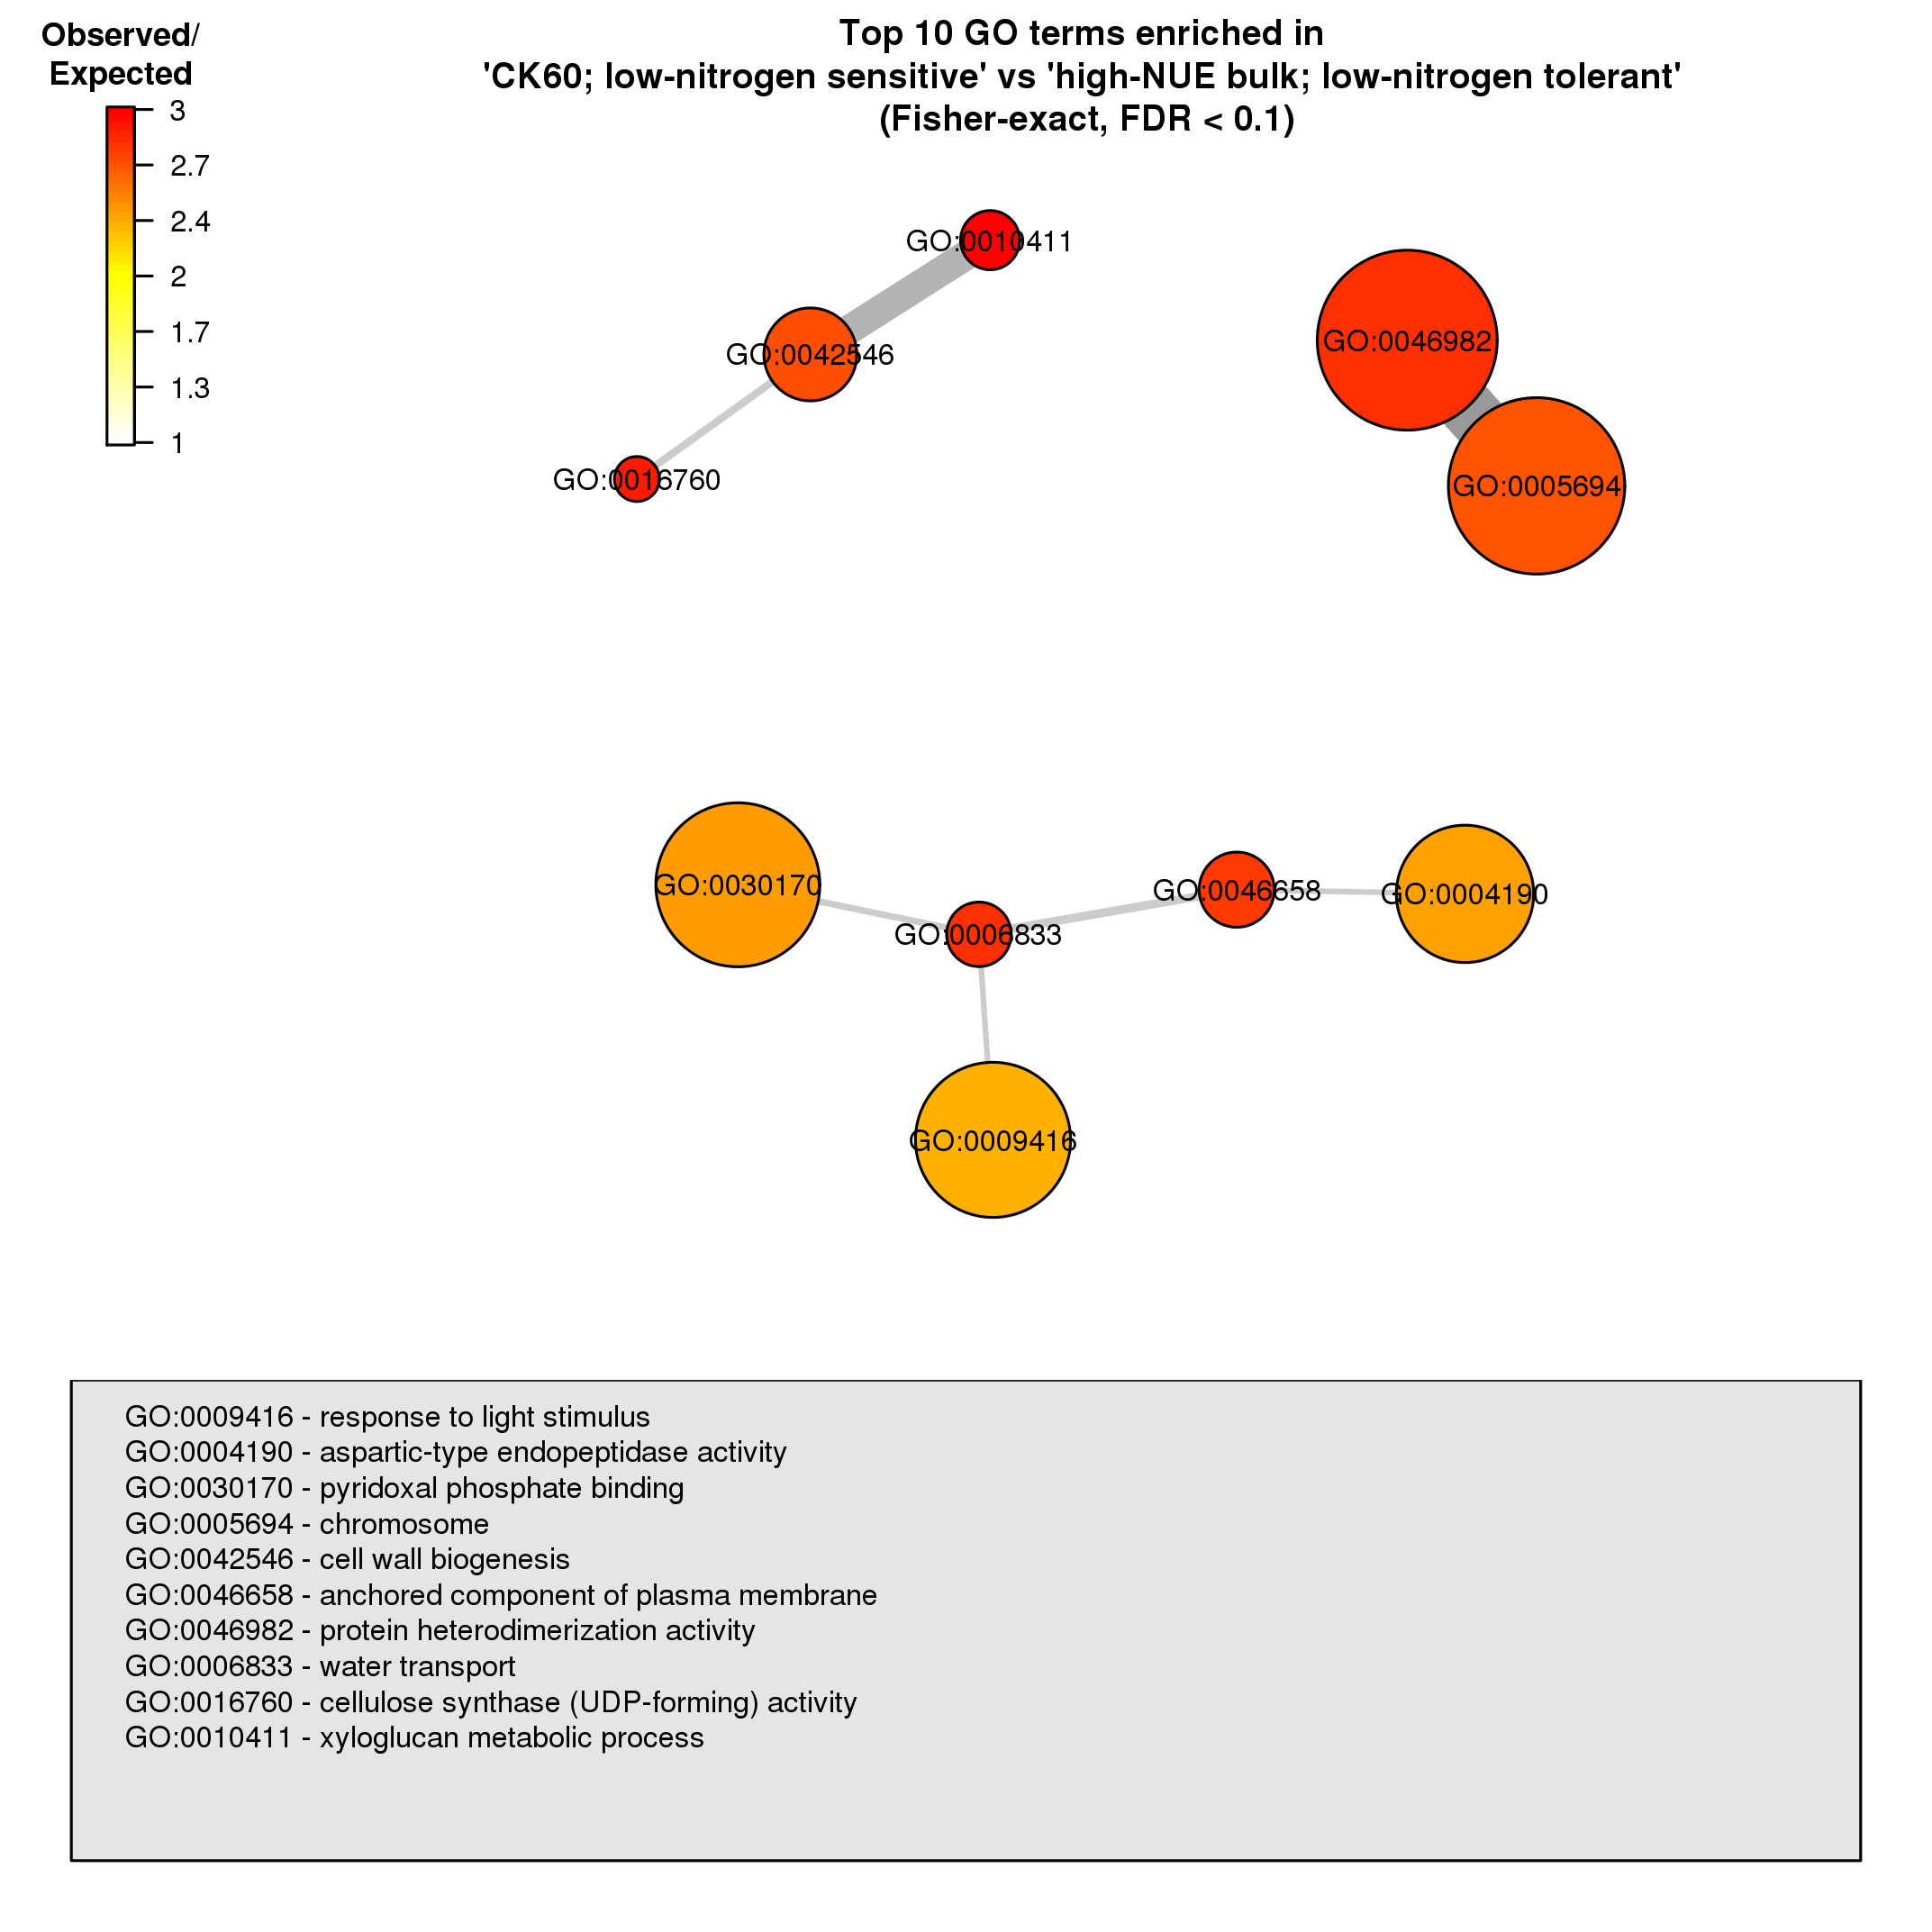 Observed/
Expected
3
2.7
2.4
2
1.7
1.3
1
Top 10 GO terms enriched in
'CK60; low-nitrogen sensitive' vs 'high-NUE bulk; low-nitrogen tolerant'
(Fisher-exact, FDR < 0.1)
GO:0010411
GO:0046982
GO:0042546
GO:0016760
GO:0005694
GO:0030170
GO:0046658
GO:0004190
GO:0006833
GO:0009416
GO:0009416 - response to light stimulus
GO:0004190 - aspartic-type endopeptidase activity
GO:0030170 - pyridoxal phosphate binding
GO:0005694 - chromosome
GO:0042546 - cell wall biogenesis
GO:0046658 - anchored component of plasma membrane
GO:0046982 - protein heterodimerization activity
GO:0006833 - water transport
GO:0016760 - cellulose synthase (UDP-forming) activity
GO:0010411 - xyloglucan metabolic process